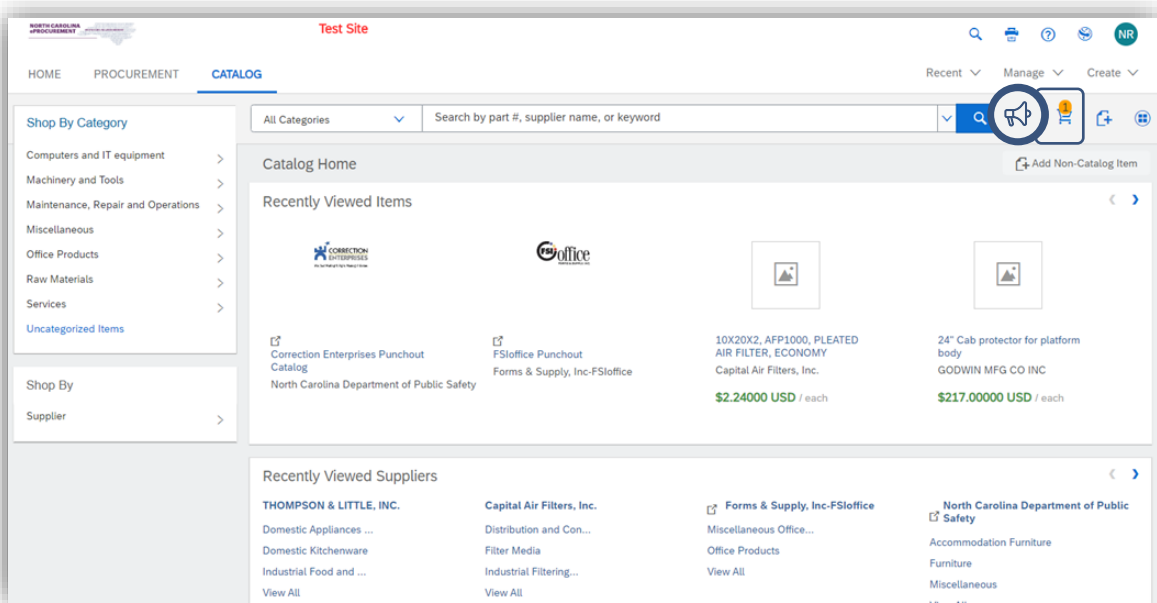 NORTH CAROLINA
ePROCUREMENT
Test Site
NR
HOME PROCUREMENT CATALOG
Recent Manage Create
Shop By Category
Computers and IT equipment
Machinery and Tools
Maintenance, Repair and Operations
Miscellaneous
Office Products
Raw Materials
Services
Uncategorized Items
Shop By
Supplier
All Categories
Search by part #, supplier name, or keyword
1
Catalog Home
Add Non-Catalog Item
Recently Viewed Items
CORRECTION
ENTERPRISES
Correction Enterprises Punchout
Catalog
North Carolina Department of Public Safety
FSI office
FSIoffice Punchout
Forms & Supply, Inc-FSIoffice
10X20X2, AFP1000, PLEATED
AIR FILTER, ECONOMY
Capital Air Filters, Inc.
$2.24000 USD / each
24" Cab protector for platform
body
GODWIN MFG CO INC
$217.00000 USD / each
Recently Viewed Suppliers
THOMPSON & LITTLE, INC.
Domestic Appliances ...
Domestic Kitchenware
Industrial Food and ...
View All
Capital Air Filters, Inc.
Distribution and Con...
Filter Media
Industrial Filtering...
View All
Forms & Supply, Inc-FSIoffice
Miscellaneous Office...
Office Products
View All
North Carolina Department of Public
Safety
Accommodation Furniture
Furniture
Miscellaneous